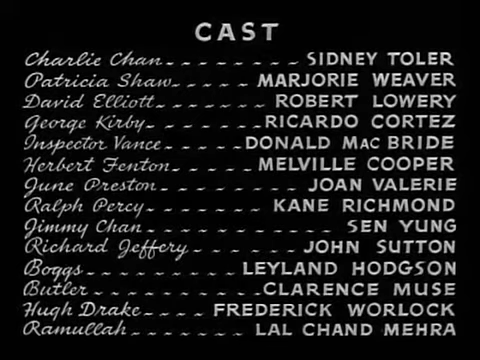 CAST
Charlie Chan SIDNEY TOLER
Patricia Shaw MARJORIE WEAVER
David Elliott ROBERT LOWERY
George Kirby RICARDO CORTEZ
Inspector Vance DONALD MACBRIDE
Herbert Fenton MELVILLE COOPER
June Preston JOAN VALERIE
Ralph Percy KANE RICHMOND
Jimmy Chan SEN YUNG
Richard Jeffery JOHN SUTTON
Boggs LEYLAND HODGSON
Butler CLARENCE MUSE
Hugh Drake FREDERICK WORLOCK
Ramullah LAL CHAND MEHRA